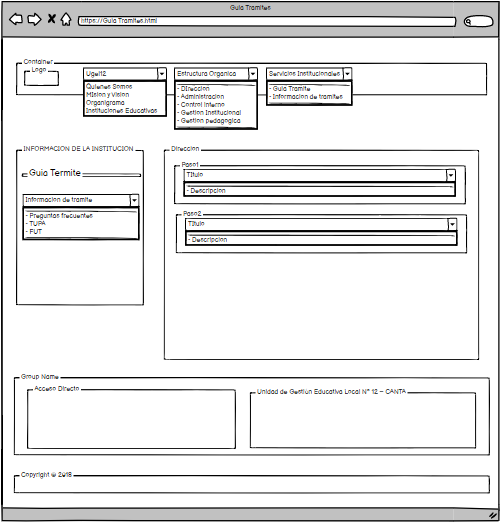 Guia Tramites
https://Guia Tramites.html
Container
Logo
Ugel12
Quienes Somos
Mision y Vision
Organigrama
Instituciones Educativas
Estructura Organica
- Direccion
- Administracion
- Control Interno
- Gestion Institucional
- Gestion pedagogica
Servicios Institucionales
- Guia Tramite
- Informacion de tramites
INFORMACION DE LA INSTITUCION
Guia Termite
Informacion de tramite
- Preguntas frecuentes
- TUPA
- FUT
Direccion
Paso1
Titulo
- Descripcion
Paso2
Titulo
- Descripcion
Group Name
Acceso Directo
Unidad de Gestion Educativa Local N° 12 - CANTA
Copyright © 2018